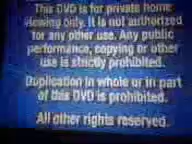 This DVD is for private home
viewing only. It is not authorized
for any other use. Any public
performance, copying or other
use is strictly prohibited.
Duplication in whole or in part
of this DVD is prohibited.
All other rights reserved.